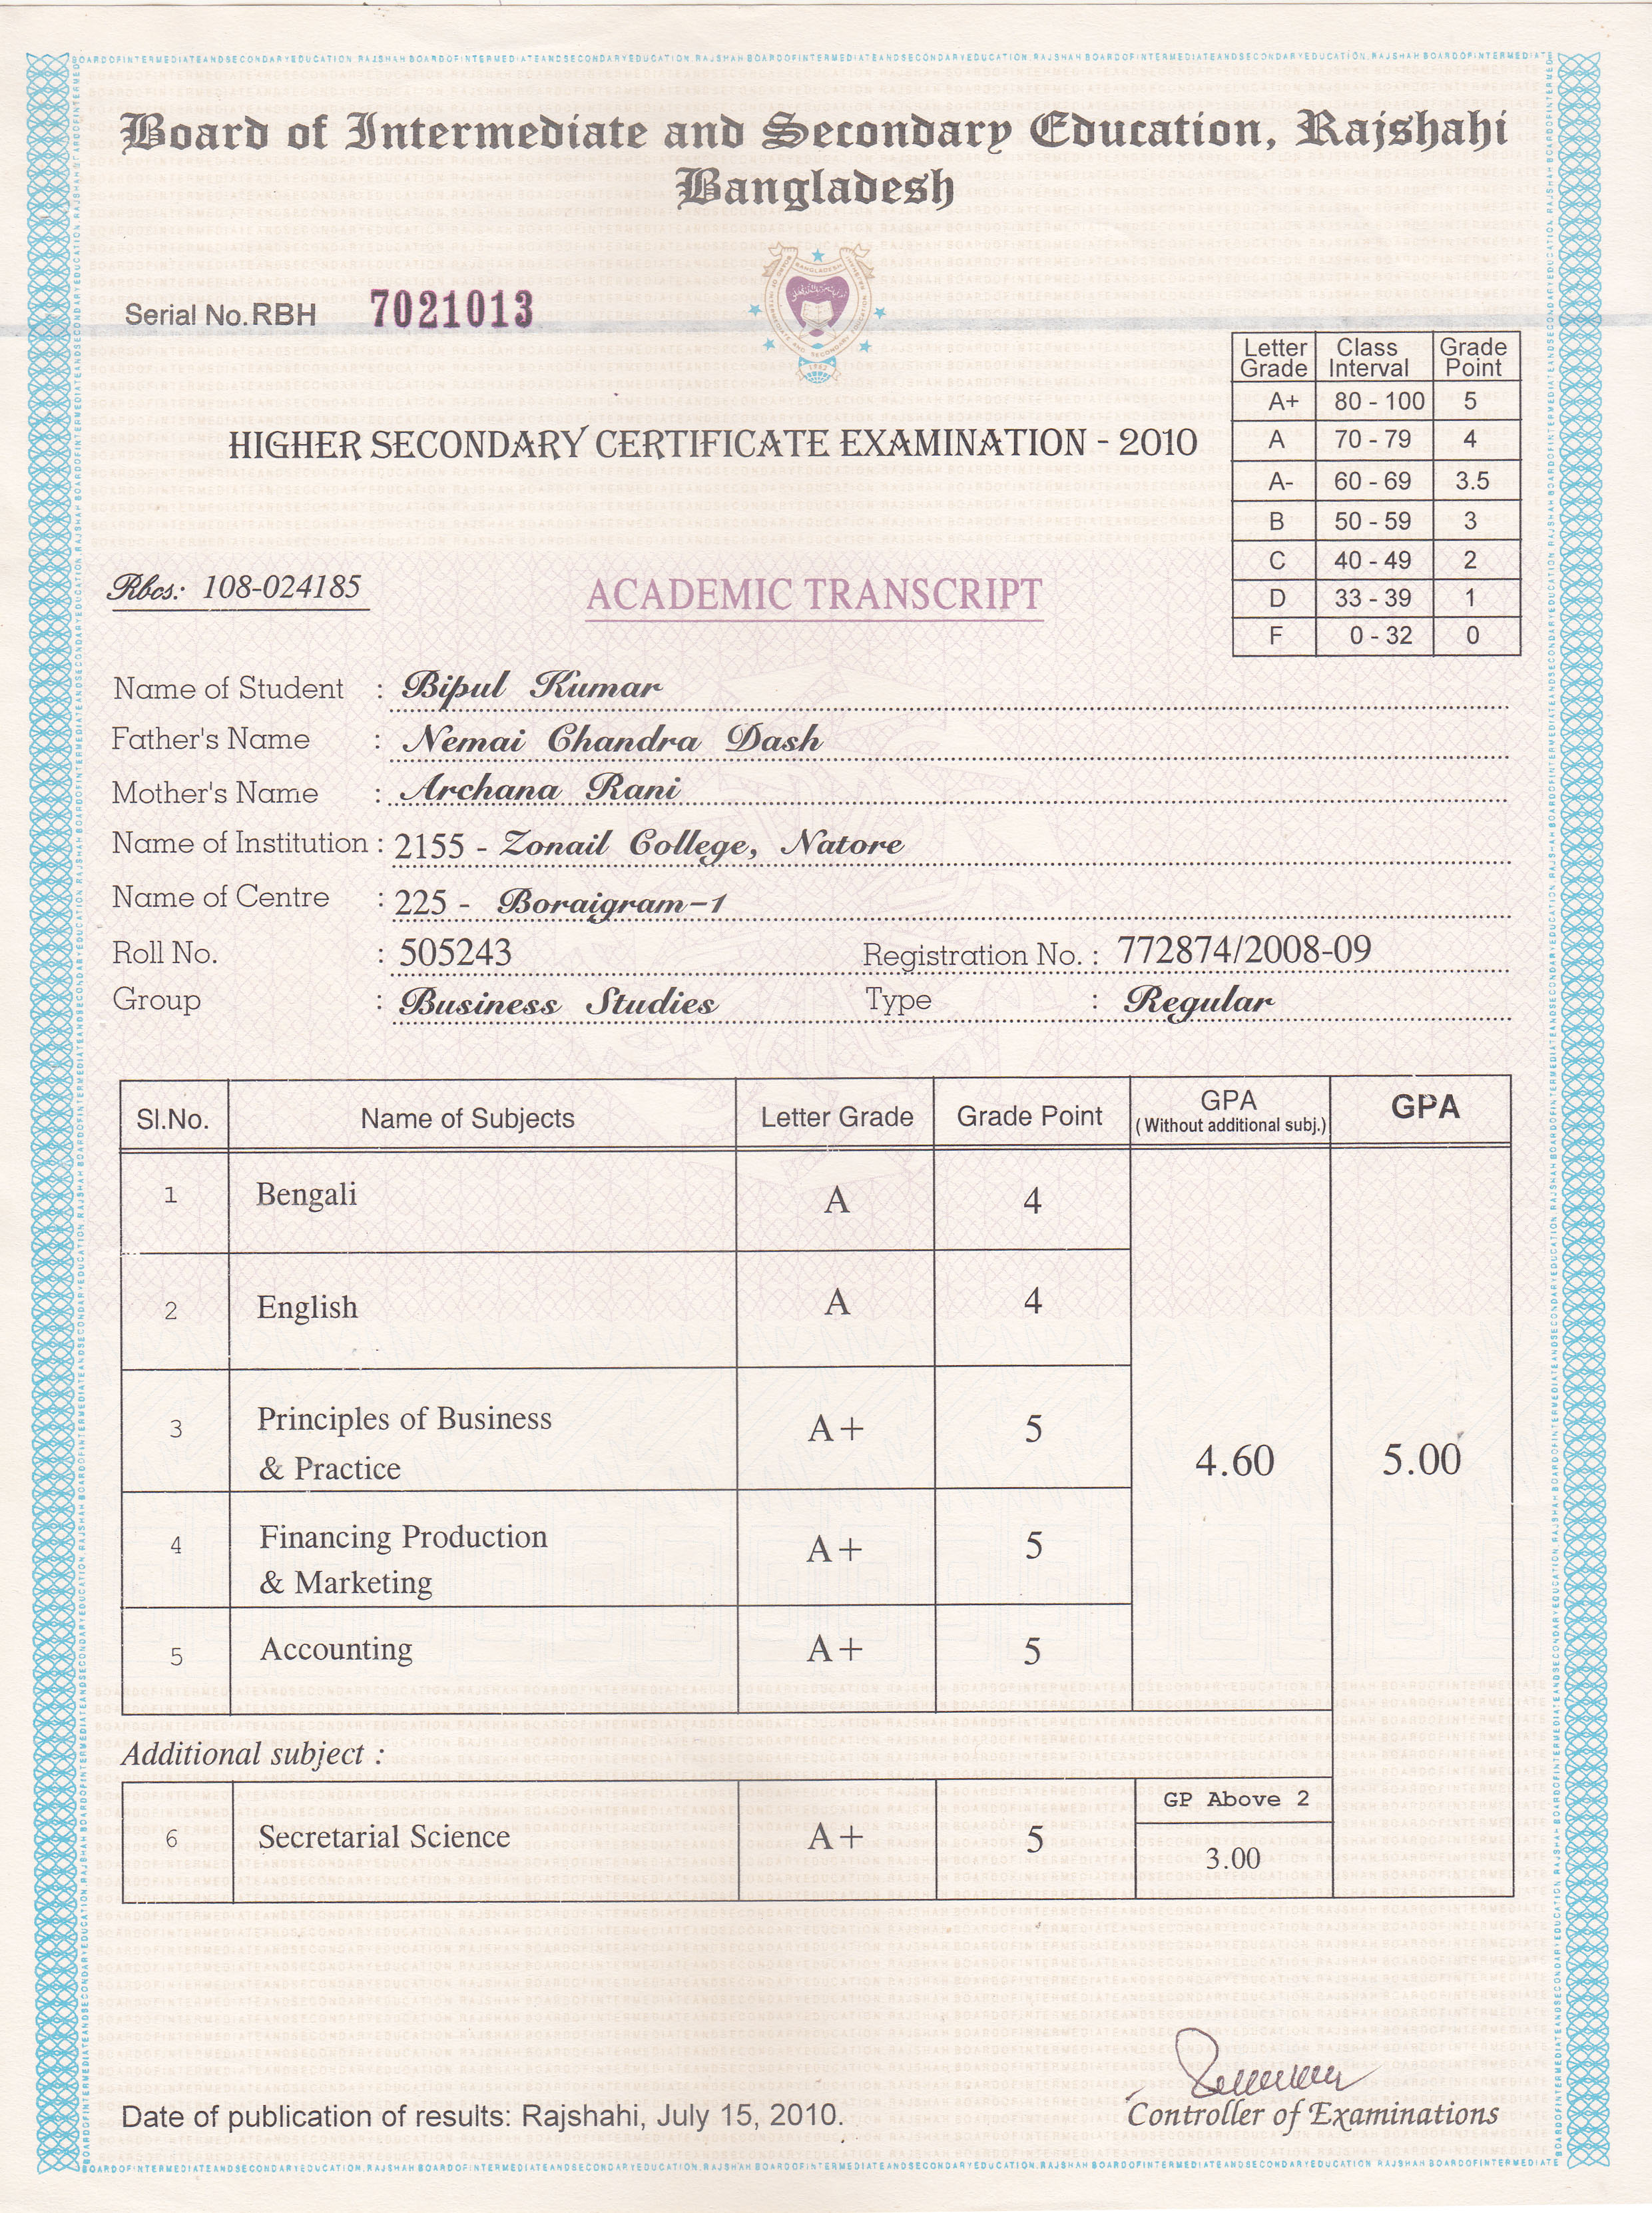 Board of Intermediate and Secondary Education, Rajshahi
Bangladesh
Serial No.RBH 7021013
Letter Grade | Class Interval | Grade Point
A+ | 80 - 100 | 5
A | 70 - 79 | 4
A- | 60 - 69 | 3.5
B | 50 - 59 | 3
C | 40 - 49 | 2
D | 33 - 39 | 1
F | 0 - 32 | 0
HIGHER SECONDARY CERTIFICATE EXAMINATION - 2010
Rbcs: 108-024185
ACADEMIC TRANSCRIPT
Name of Student : Bipul Kumar
Father's Name : Nemai Chandra Dash
Mother's Name : Archana Rani
Name of Institution : 2155 - Zonail College, Natore
Name of Centre : 225 - Boraigram-1
Roll No. : 505243 Registration No. : 772874/2008-09
Group : Business Studies Type : Regular
Sl.No. | Name of Subjects | Letter Grade | Grade Point | GPA (Without additional subj.) | GPA
1 | Bengali | A | 4
2 | English | A | 4
3 | Principles of Business & Practice | A+ | 5
4.60 | 5.00
4 | Financing Production & Marketing | A+ | 5
5 | Accounting | A+ | 5
Additional subject :
6 | Secretarial Science | A+ | 5 | GP Above 2
3.00
Date of publication of results: Rajshahi, July 15, 2010.
Controller of Examinations